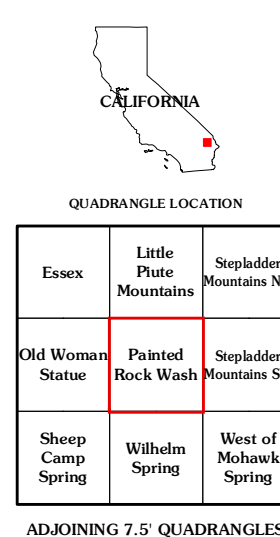 CALIFORNIA
QUADRANGLE LOCATION
Essex
Little
Piute
Mountains
Stepladder
Mountains N
Old Woman
Statue
Painted
Rock Wash
Stepladder
Mountains S
Sheep
Camp
Spring
Wilhelm
Spring
West of
Mohawk
Spring
ADJOINING 7.5' QUADRANGLES